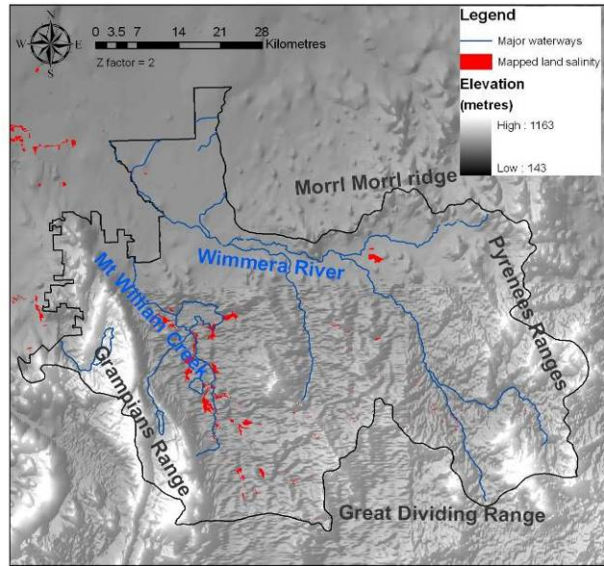 N
W E
S
0 3.5 7 14 21 28
Kilometres
Z factor = 2
Legend
Major waterways
Mapped land salinity
Elevation
(metres)
High : 1163
Low : 143
Morrl Morrl ridge
Wimmera River
Pyrenees Ranges
Mt William Creek
Grampians Range
Great Dividing Range